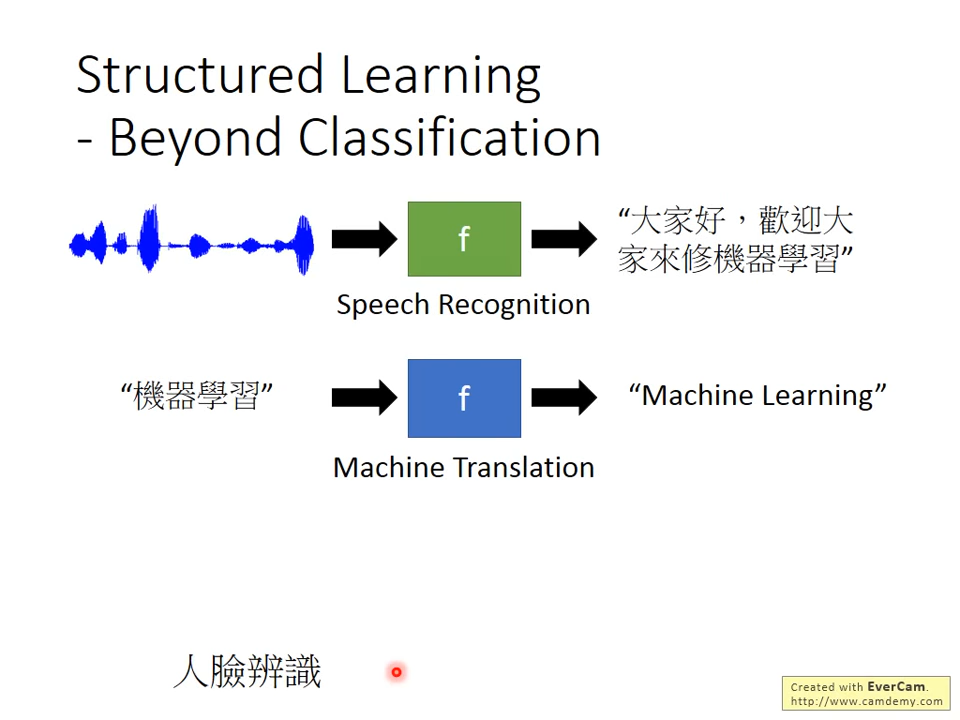 Structured Learning
- Beyond Classification
f
“大家好，歡迎大
家來修機器學習”
Speech Recognition
“機器學習”
f
“Machine Learning”
Machine Translation
人臉辨識
Created with EverCam.
http://www.camdemy.com